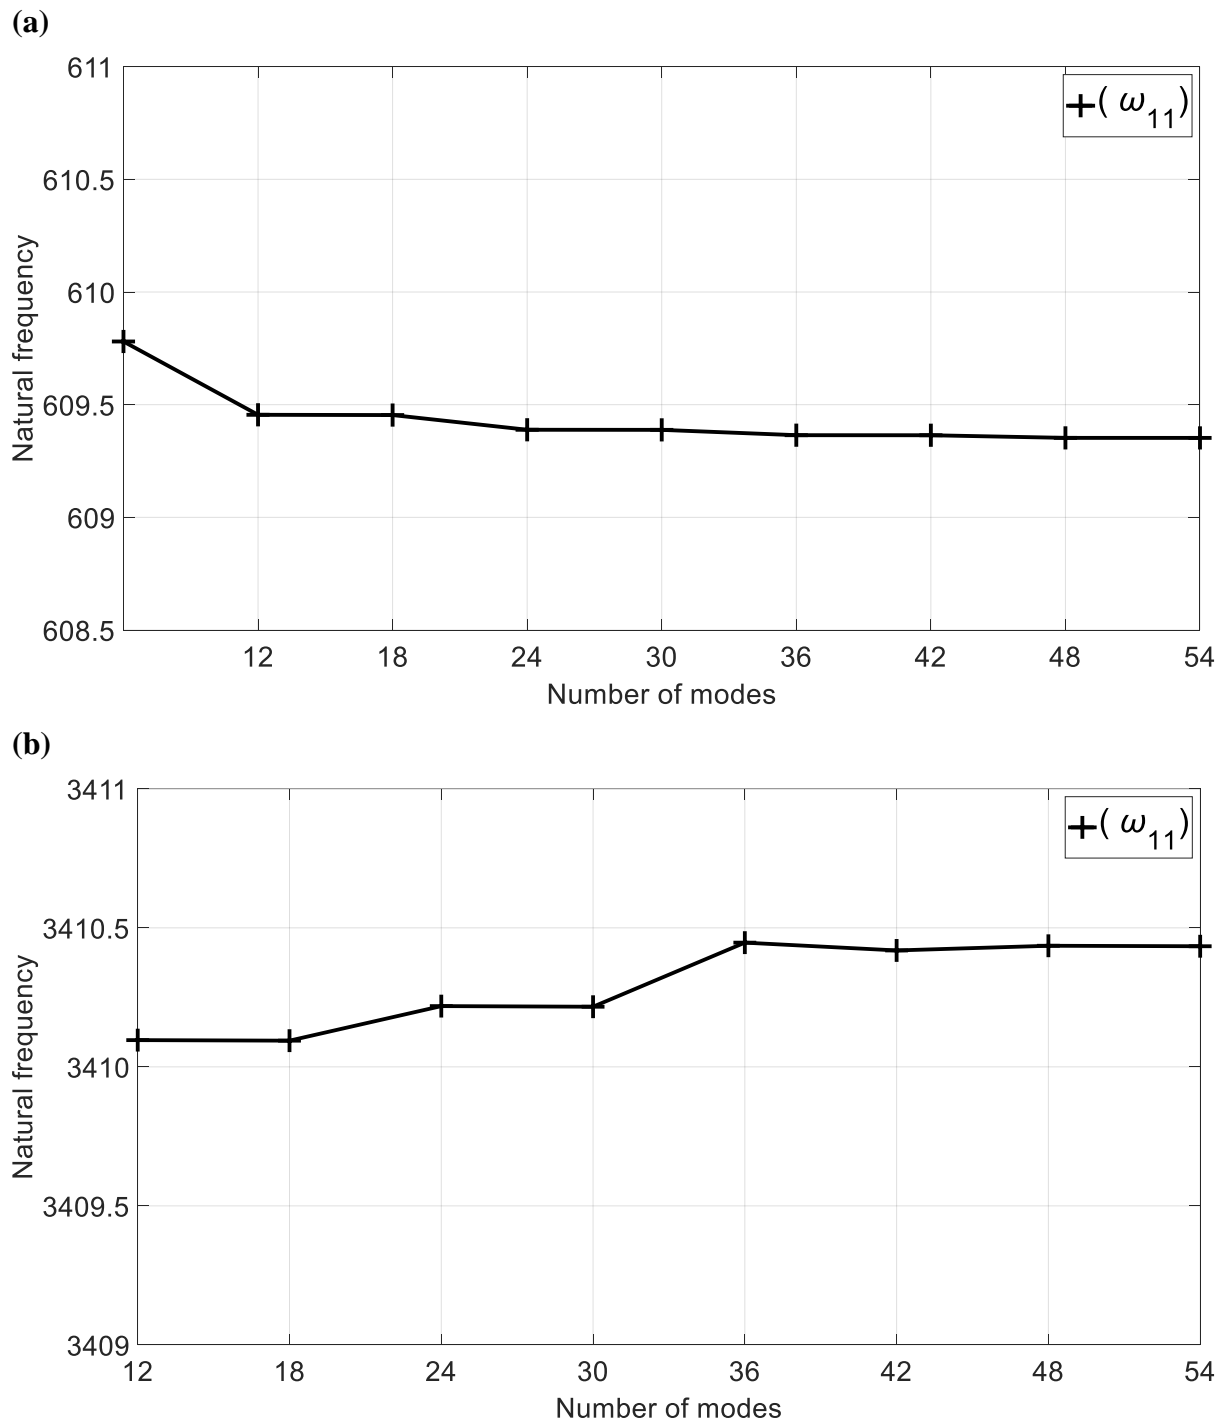 (a)
611
610.5
610
609.5
609
608.5
Natural frequency
( ω11)
12 18 24 30 36 42 48 54
Number of modes
(b)
3411
3410.5
3410
3409.5
3409
Natural frequency
( ω11)
12 18 24 30 36 42 48 54
Number of modes